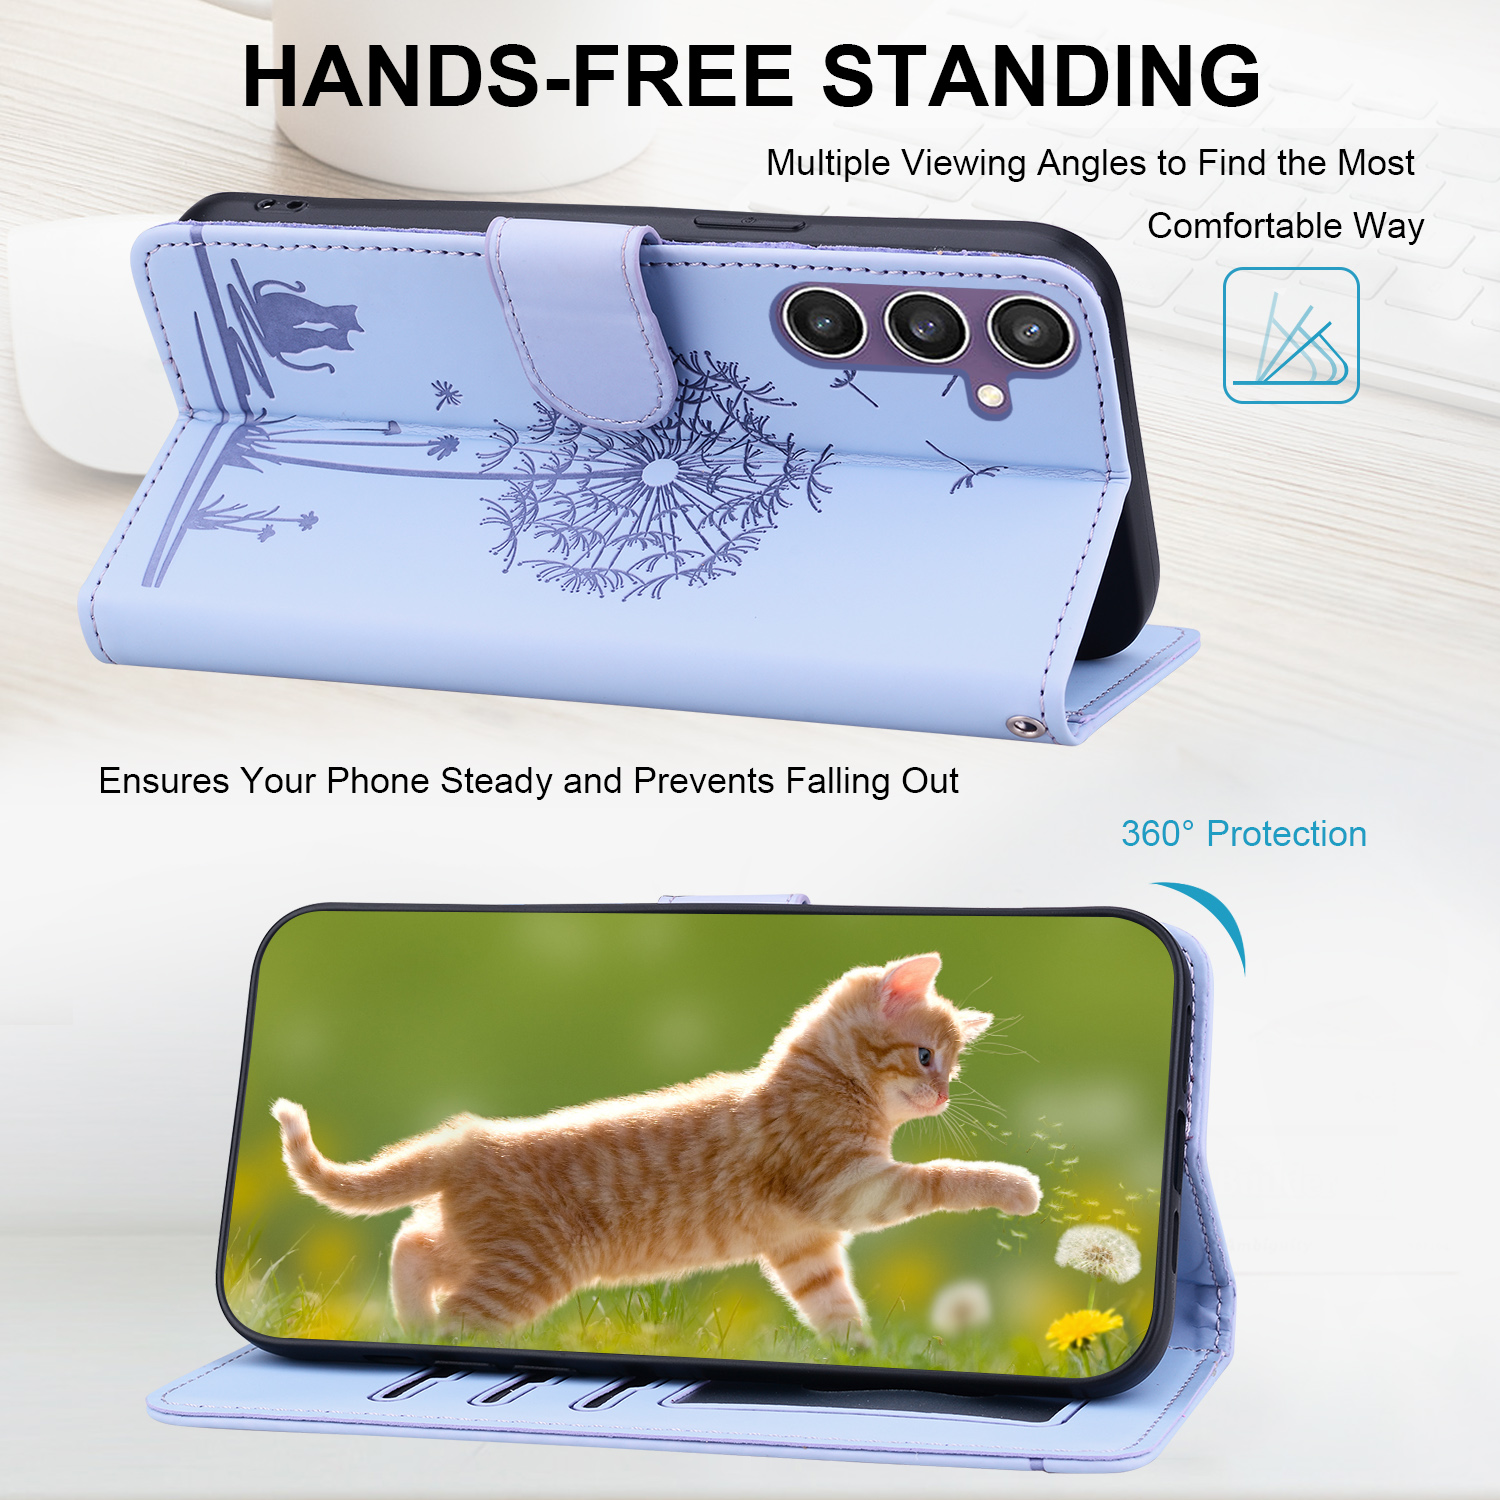 HANDS-FREE STANDING
Multiple Viewing Angles to Find the Most
Comfortable Way
Ensures Your Phone Steady and Prevents Falling Out
360° Protection